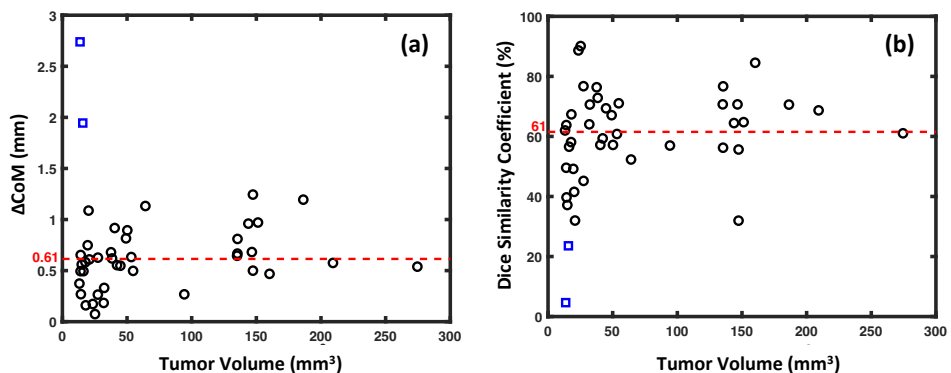 (a)
3
2.5
2
1.5
1
0.61
0.5
0
0 50 100 150 200 250 300
ΔCoM (mm)
Tumor Volume (mm³)
(b)
100
80
61
60
40
20
0
0 50 100 150 200 250 300
Dice Similarity Coefficient (%)
Tumor Volume (mm³)